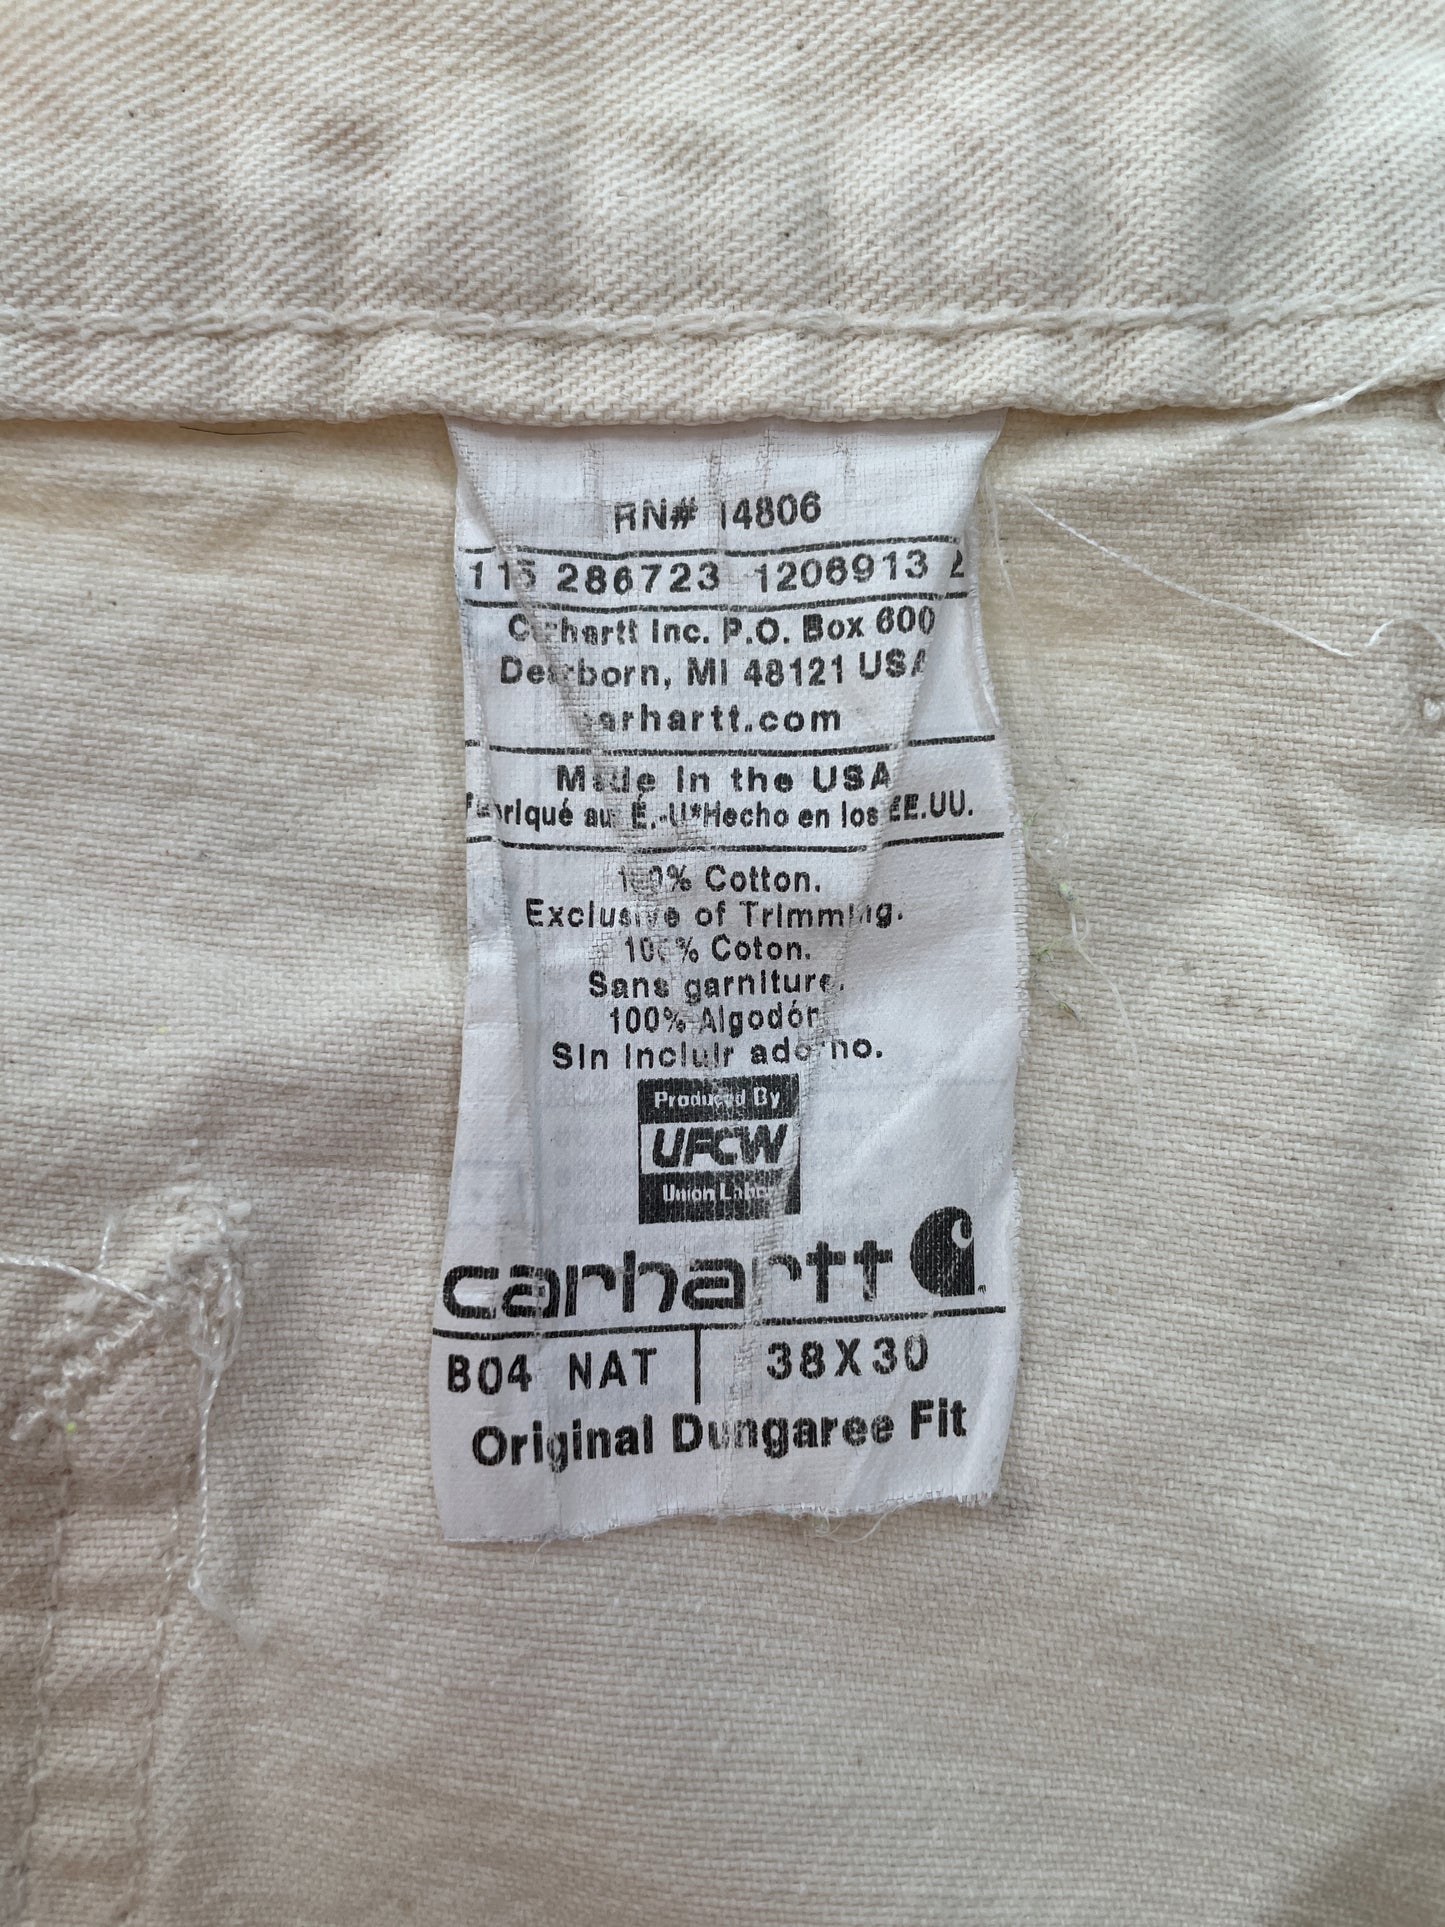 RN# 14806
115 286723 1206913 2
Carhartt Inc. P.O. Box 600
Dearborn, MI 48121 USA
carhartt.com
Made in the USA
Fabriqué aux É.-U*Hecho en los EE.UU.
100% Cotton.
Exclusive of Trimming.
100% Coton.
Sans garniture.
100% Algodón
Sin incluir adorno.
Produced By
UFCW
Union Labor
carhartt
B04 NAT 38X30
Original Dungaree Fit